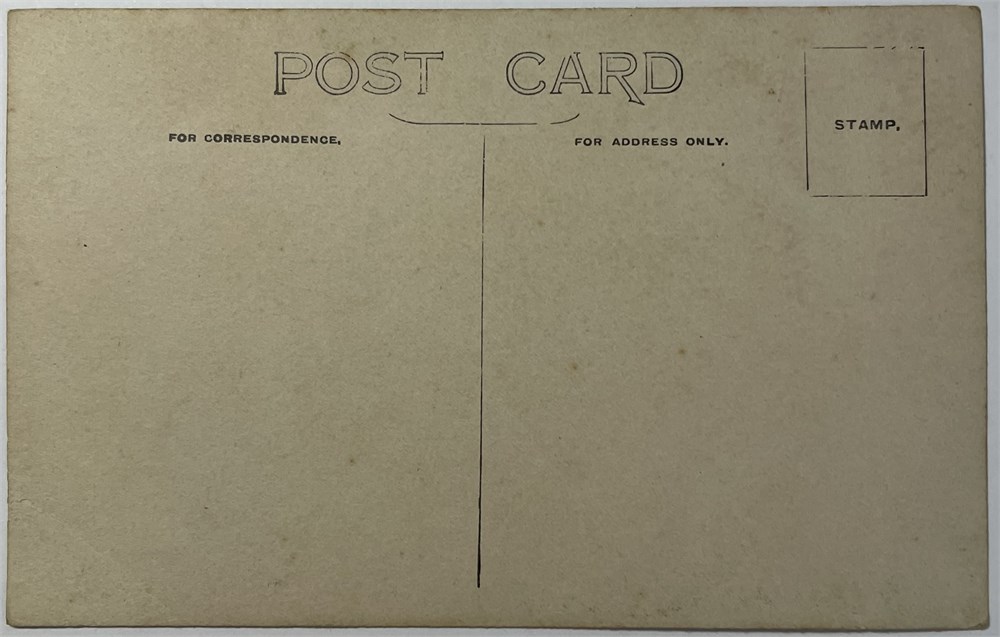 POST CARD
FOR CORRESPONDENCE,
FOR ADDRESS ONLY.
STAMP.